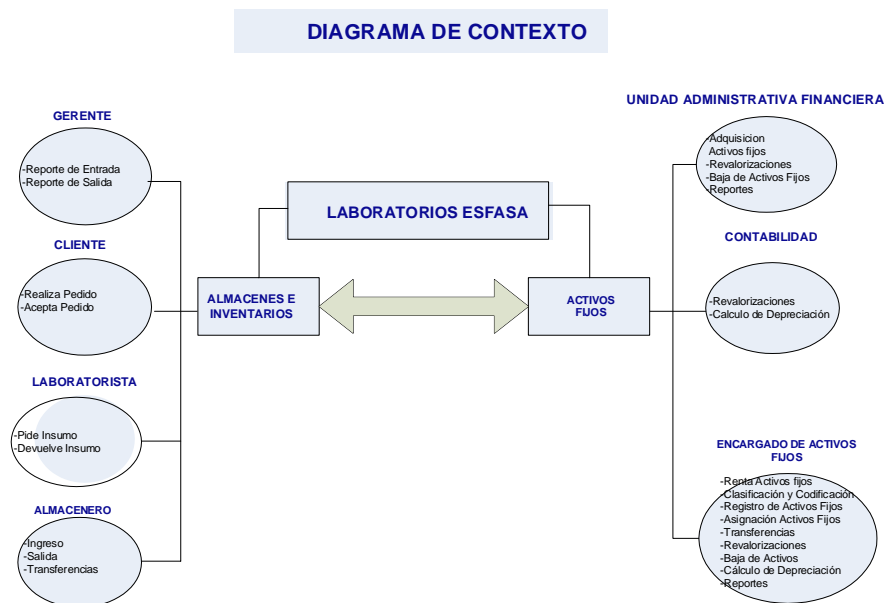 DIAGRAMA DE CONTEXTO
GERENTE
-Reporte de Entrada
-Reporte de Salida
CLIENTE
-Realiza Pedido
-Acepta Pedido
LABORATORISTA
-Pide Insumo
-Devuelve Insumo
ALMACENERO
-Ingreso
-Salida
-Transferencias
LABORATORIOS ESFASA
ALMACENES E
INVENTARIOS
ACTIVOS
FIJOS
UNIDAD ADMINISTRATIVA FINANCIERA
-Adquisicion
Activos fijos
-Revalorizaciones
-Baja de Activos Fijos
-Reportes
CONTABILIDAD
-Revalorizaciones
-Calculo de Depreciación
ENCARGADO DE ACTIVOS
FIJOS
-Renta Activos fijos
-Clasificación y Codificación
-Registro de Activos Fijos
-Asignación Activos Fijos
-Transferencias
-Revalorizaciones
-Baja de Activos
-Cálculo de Depreciación
-Reportes